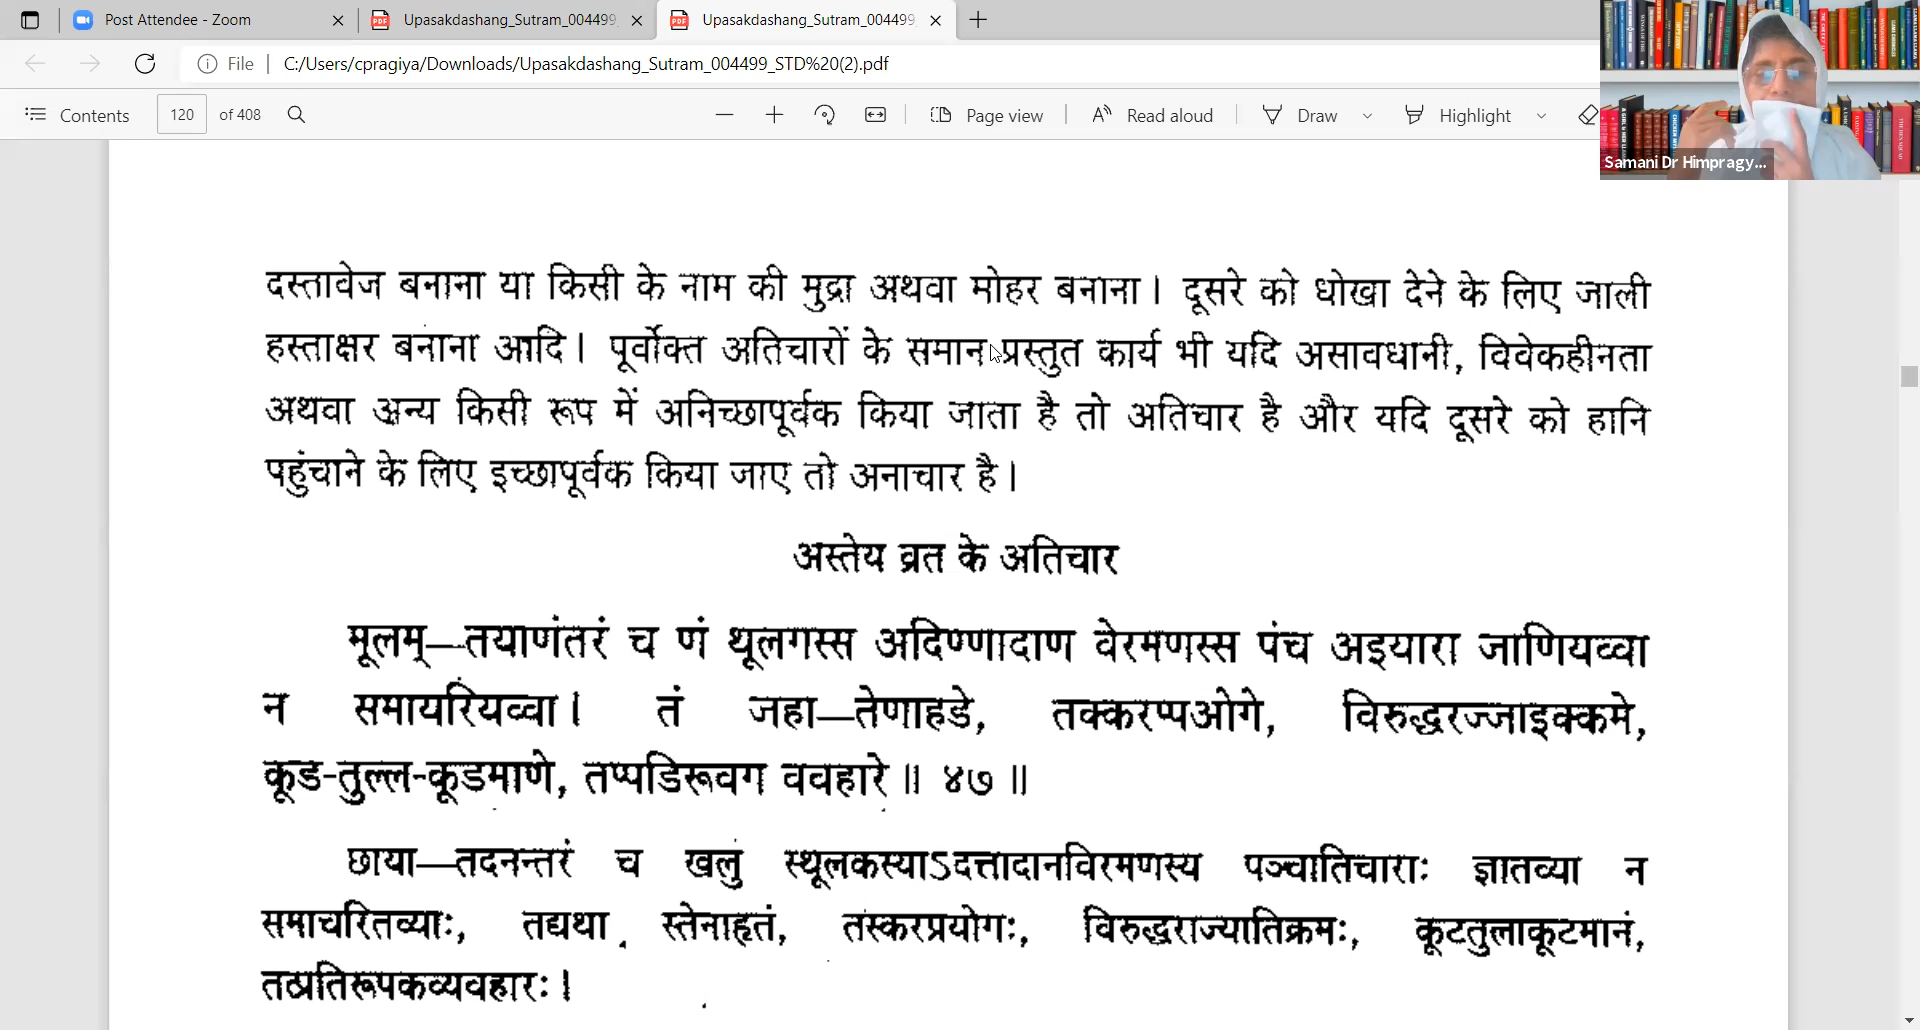 Post Attendee - Zoom
Upasakdashang_Sutram_004499
Upasakdashang_Sutram_004499
File
C:/Users/cpragiya/Downloads/Upasakdashang_Sutram_004499_STD%20(2).pdf
Contents
120
of 408
Page view
Read aloud
Draw
Highlight
Samani Dr Himpragy...
दस्तावेज बनाना या किसी के नाम की मुद्रा अथवा मोहर बनाना। दूसरे को धोखा देने के लिए जाली
हस्ताक्षर बनाना आदि। पूर्वोक्त अतिचारों के समान प्रस्तुत कार्य भी यदि असावधानी, विवेकहीनता
अथवा अन्य किसी रूप में अनिच्छापूर्वक किया जाता है तो अतिचार है और यदि दूसरे को हानि
पहुंचाने के लिए इच्छापूर्वक किया जाए तो अनाचार है।
अस्तेय व्रत के अतिचार
मूलम्—तयाणंतरं च णं थूलगस्स अदिण्णादाण वेरमणस्स पंच अइयारा जाणियव्वा
न समायरियव्वा। तं जहा—तेणाहडे, तक्करप्पओगे, विरुद्धरज्जाइक्कमे,
कूड-तुल्ल-कूडमाणे, तप्पडिरूवग ववहारे ॥ ४७ ॥
छाया—तदनन्तरं च खलु स्थूलकस्याऽदत्तादानविरमणस्य पञ्चातिचाराः ज्ञातव्या न
समाचरितव्याः, तद्यथा, स्तेनाहृतं, तस्करप्रयोगः, विरुद्धराज्यातिक्रमः, कूटतुलाकूटमानं,
तत्प्रतिरूपकव्यवहारः।